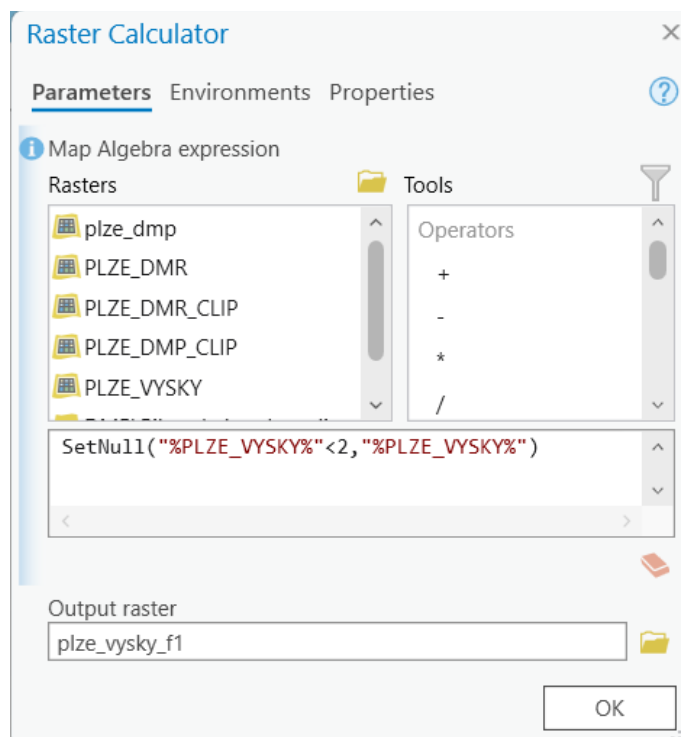 Raster Calculator
Parameters Environments Properties
Map Algebra expression
Rasters
Tools
plze_dmp
PLZE_DMR
PLZE_DMR_CLIP
PLZE_DMP_CLIP
PLZE_VYSKY
Operators
+
-
*
/
SetNull("%PLZE_VYSKY%"<2,"%PLZE_VYSKY%")
Output raster
plze_vysky_f1
OK